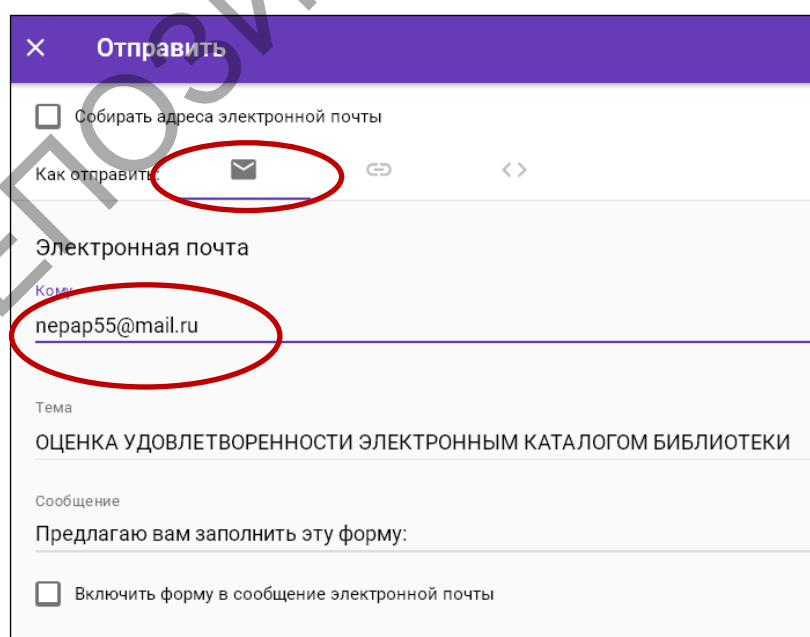 Отправить
Собирать адреса электронной почты
Как отправить:
Электронная почта
Кому
nepap55@mail.ru
Тема
ОЦЕНКА УДОВЛЕТВОРЕННОСТИ ЭЛЕКТРОННЫМ КАТАЛОГОМ БИБЛИОТЕКИ
Сообщение
Предлагаю вам заполнить эту форму:
Включить форму в сообщение электронной почты